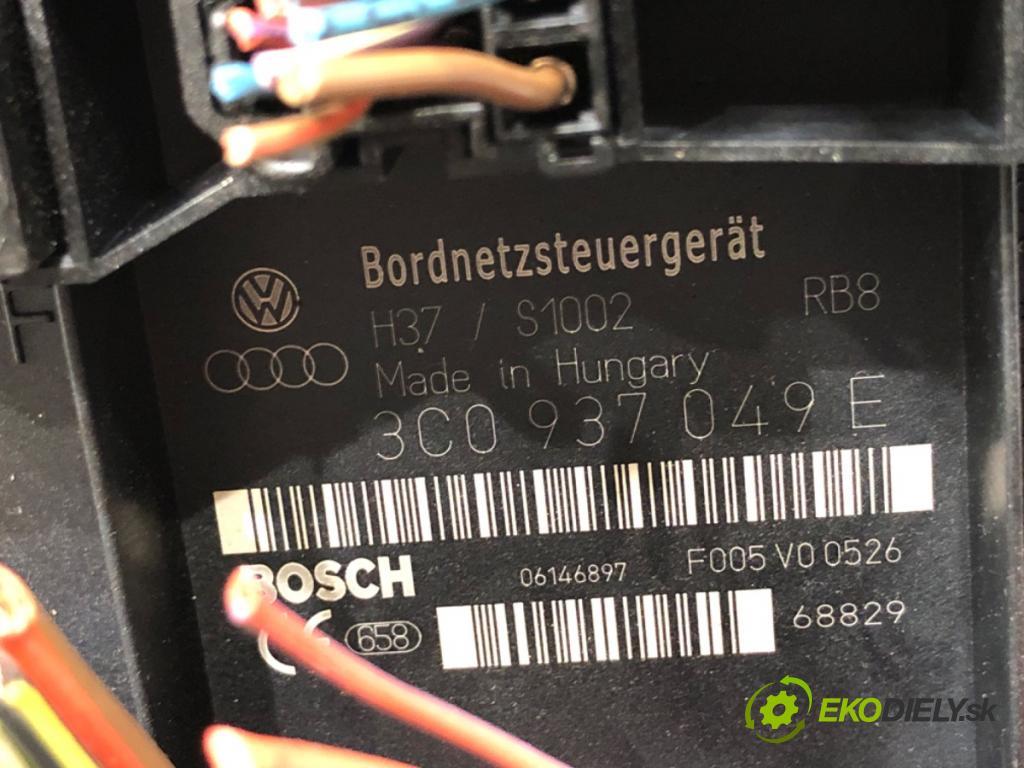 Bordnetzsteuergerät
H37 / S1002 RB8
Made in Hungary
3C0 937 049 E
BOSCH 06146897 F005 V0 0526
CE 658 68829
EKODIELY.sk